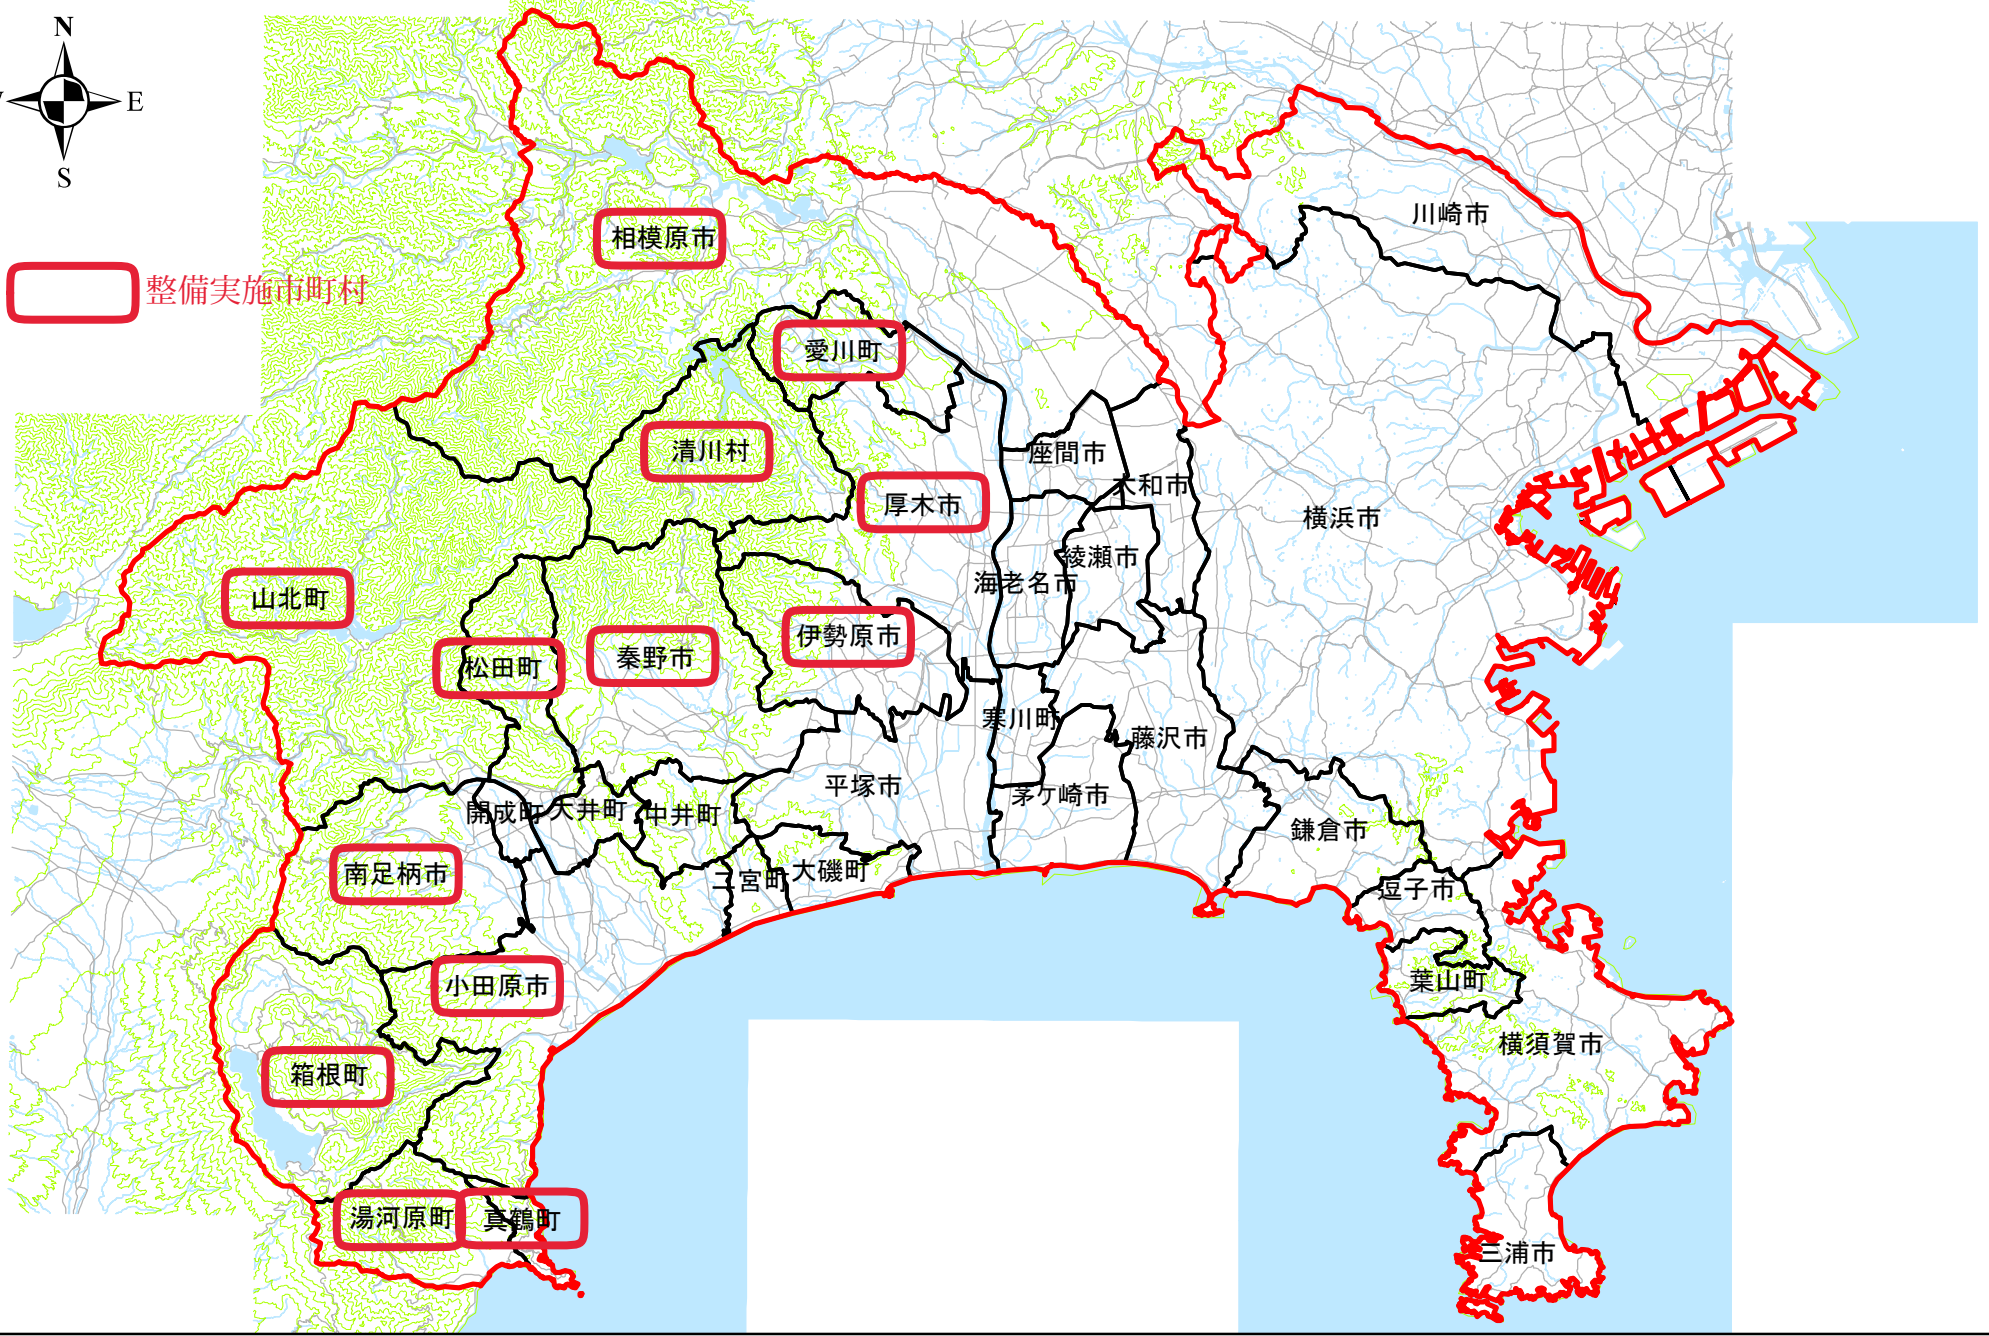 N
E
S
整備実施市町村
川崎市
相模原市
愛川町
清川村
座間市
大和市
厚木市
横浜市
綾瀬市
海老名市
山北町
伊勢原市
秦野市
松田町
寒川町
藤沢市
平塚市
茅ケ崎市
開成町
大井町
中井町
鎌倉市
南足柄市
二宮町
大磯町
逗子市
葉山町
小田原市
横須賀市
箱根町
湯河原町
真鶴町
三浦市